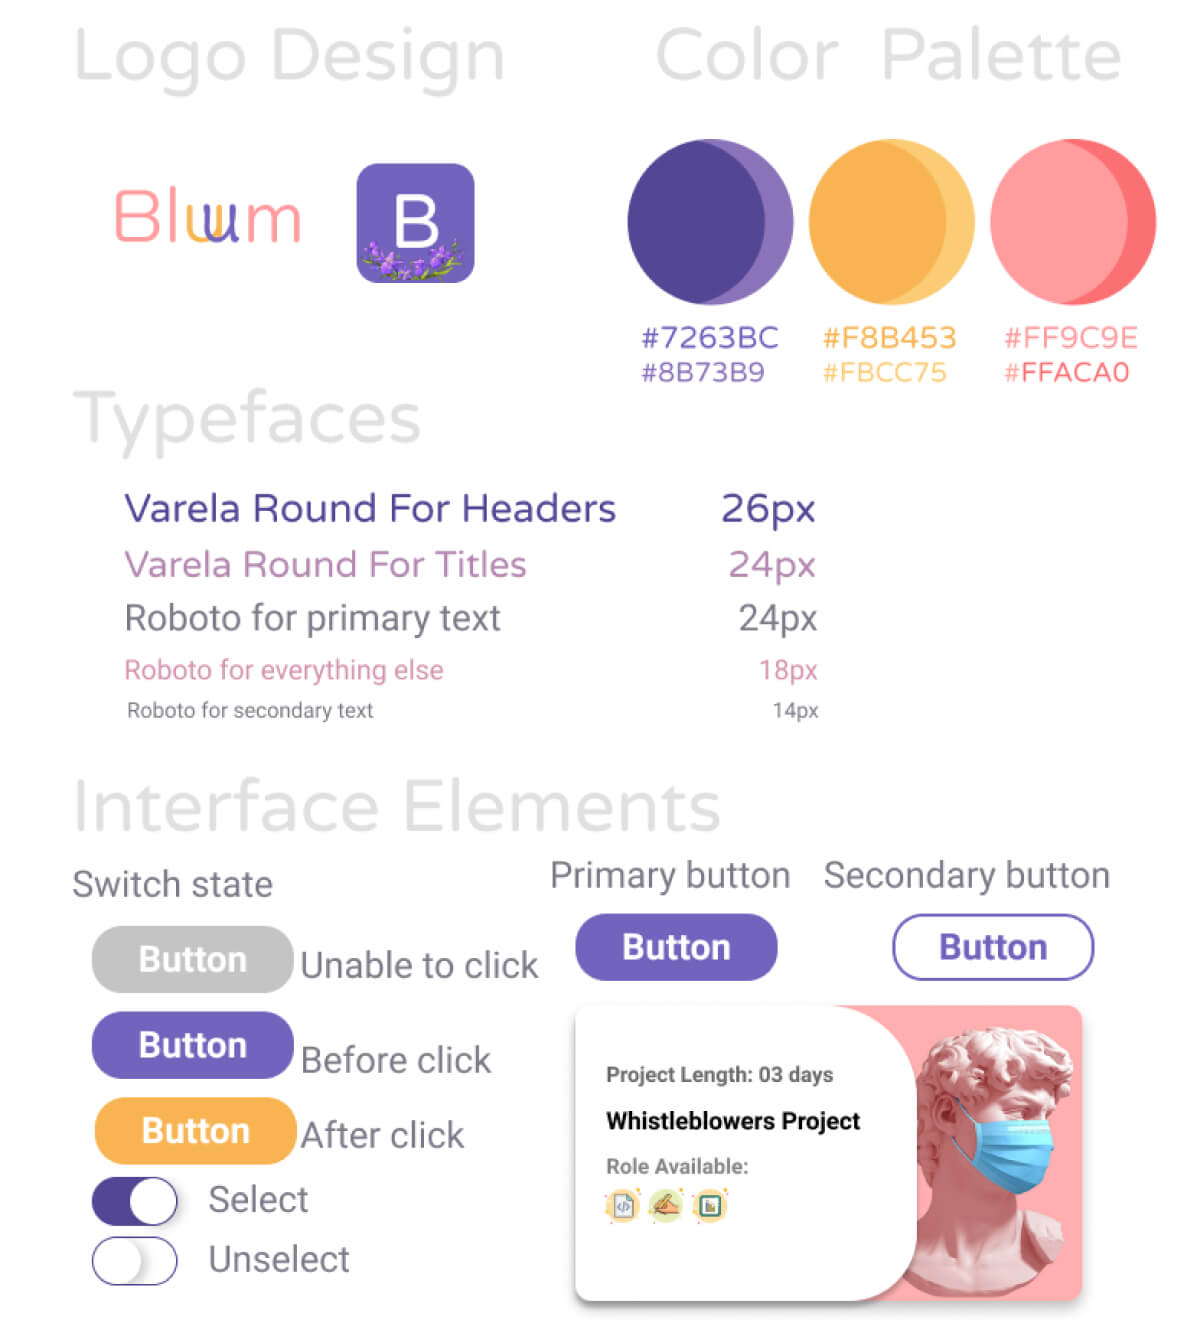 Logo Design
Color Palette
Bluum
B
#7263BC
#8B73B9
#F8B453
#FBCC75
#FF9C9E
#FFACA0
Typefaces
Varela Round For Headers 26px
Varela Round For Titles 24px
Roboto for primary text 24px
Roboto for everything else 18px
Roboto for secondary text 14px
Interface Elements
Switch state
Button Unable to click
Button Before click
Button After click
Select
Unselect
Primary button
Button
Secondary button
Button
Project Length: 03 days
Whistleblowers Project
Role Available: